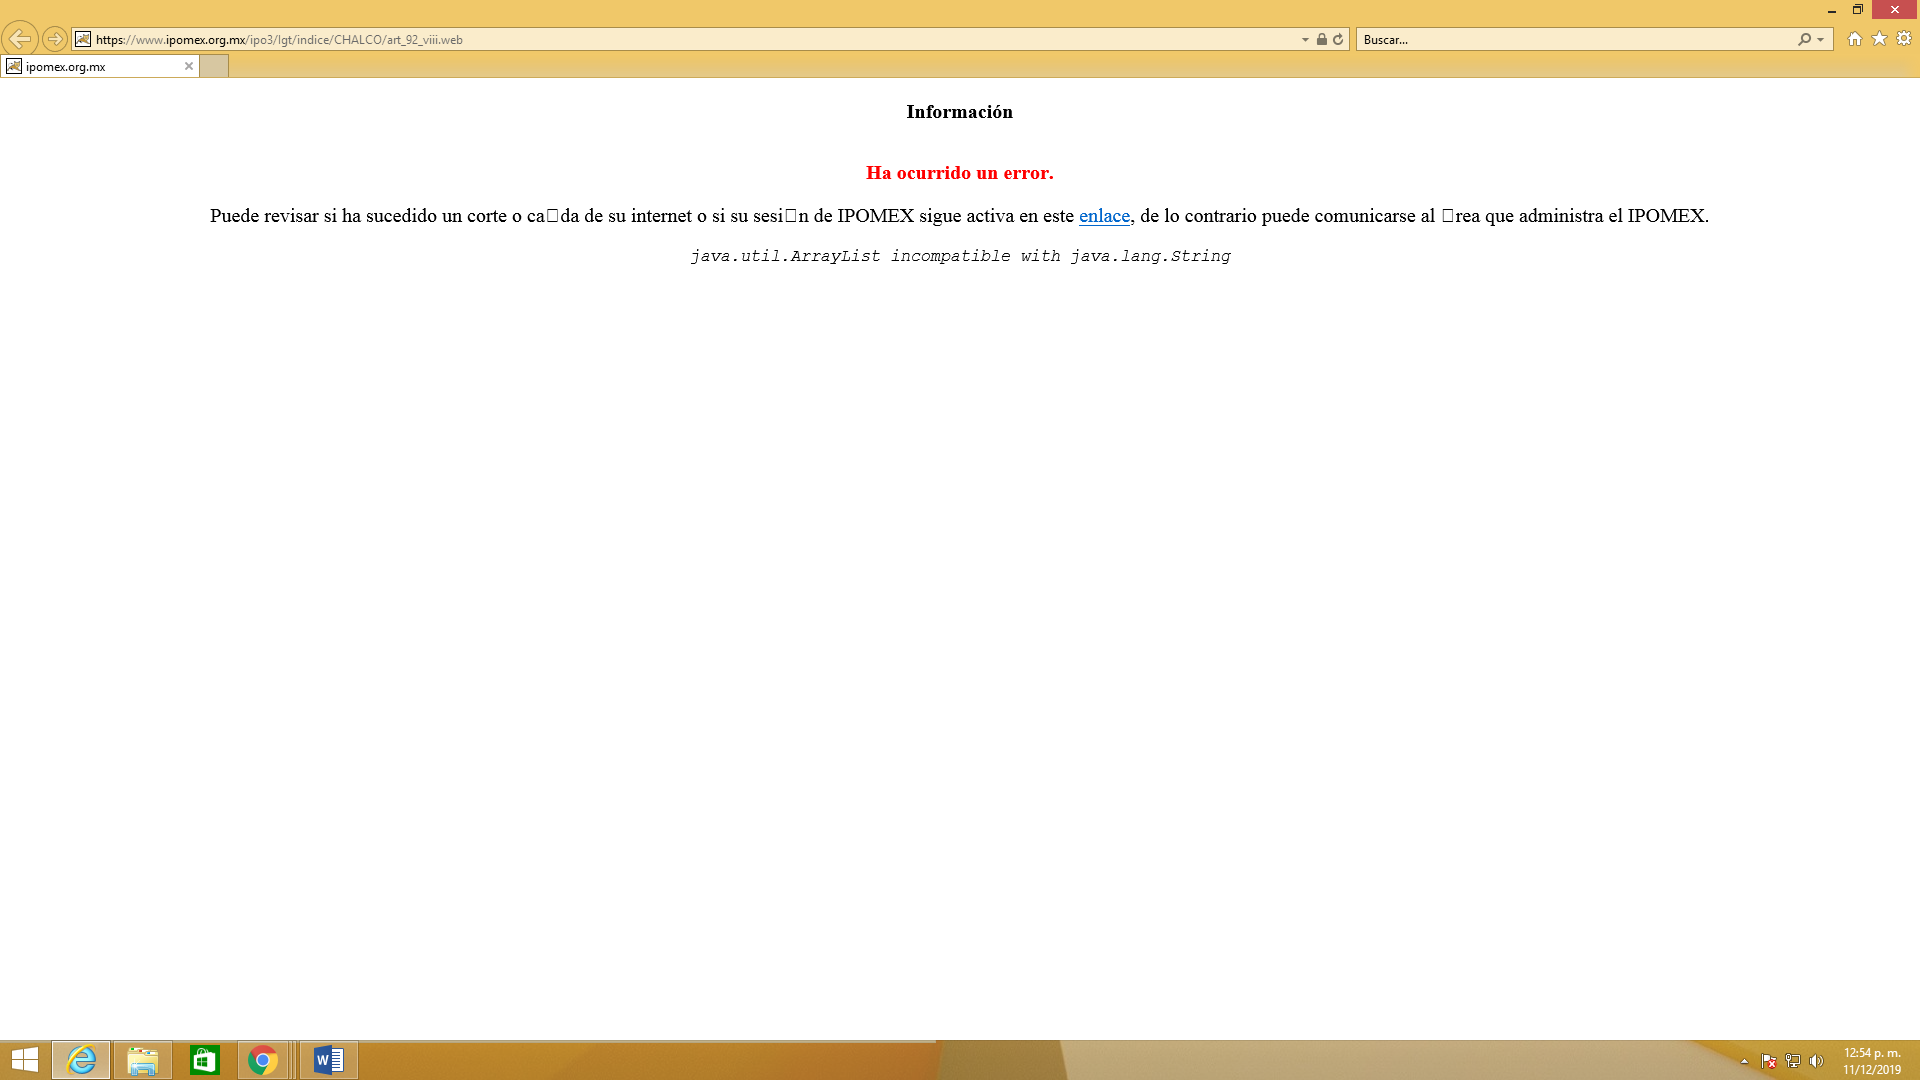 https://www.ipomex.org.mx/ipo3/lgt/indice/CHALCO/art_92_viii.web
Buscar...
ipomex.org.mx
Información
Ha ocurrido un error.
Puede revisar si ha sucedido un corte o ca□da de su internet o si su sesi□n de IPOMEX sigue activa en este enlace, de lo contrario puede comunicarse al □rea que administra el IPOMEX.
java.util.ArrayList incompatible with java.lang.String
12:54 p. m.
11/12/2019